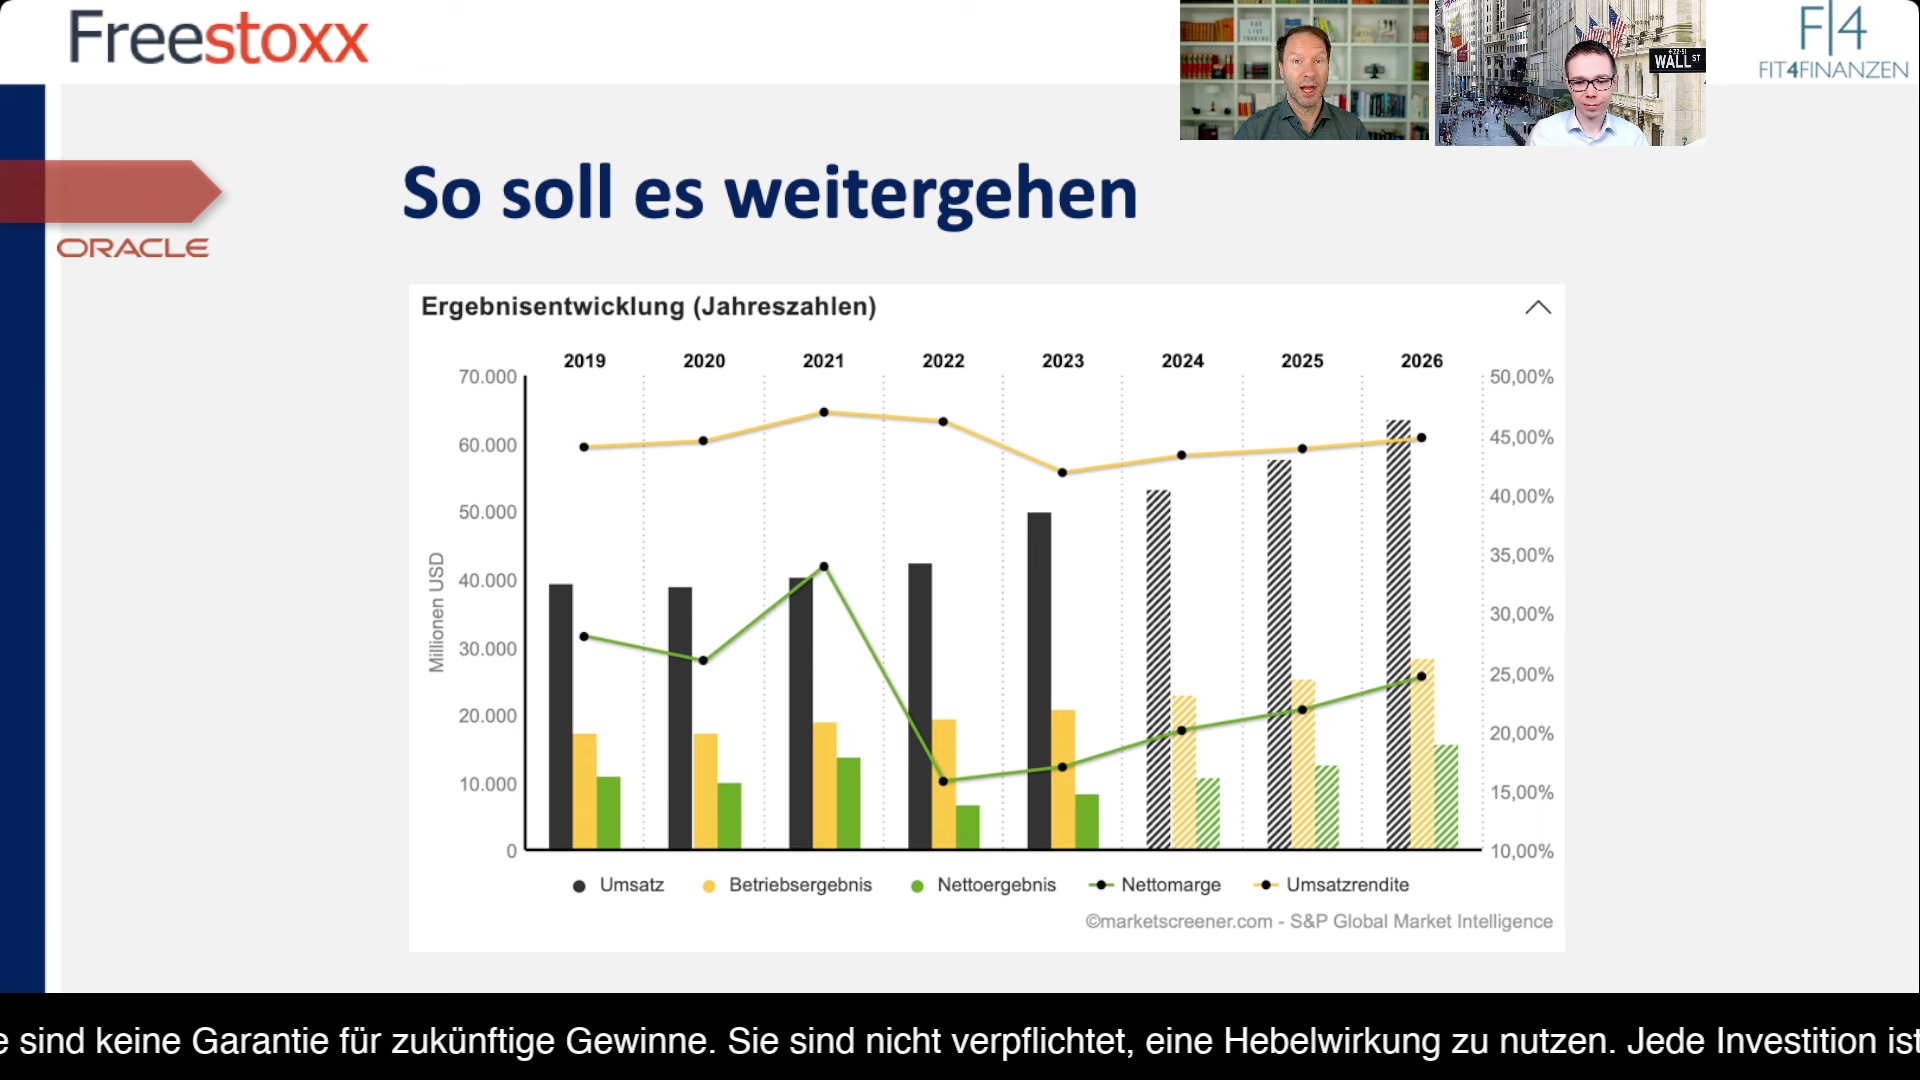 Freestoxx
WALL ST
F|4
FIT4FINANZEN
ORACLE
So soll es weitergehen
Ergebnisentwicklung (Jahreszahlen)
2019 2020 2021 2022 2023 2024 2025 2026
70.000 50,00%
60.000 45,00%
50.000 40,00%
40.000 35,00%
30.000 30,00%
20.000 25,00%
10.000 20,00%
0 15,00%
10,00%
Millionen USD
Umsatz Betriebsergebnis Nettoergebnis Nettomarge Umsatzrendite
©marketscreener.com - S&P Global Market Intelligence
e sind keine Garantie für zukünftige Gewinne. Sie sind nicht verpflichtet, eine Hebelwirkung zu nutzen. Jede Investition ist